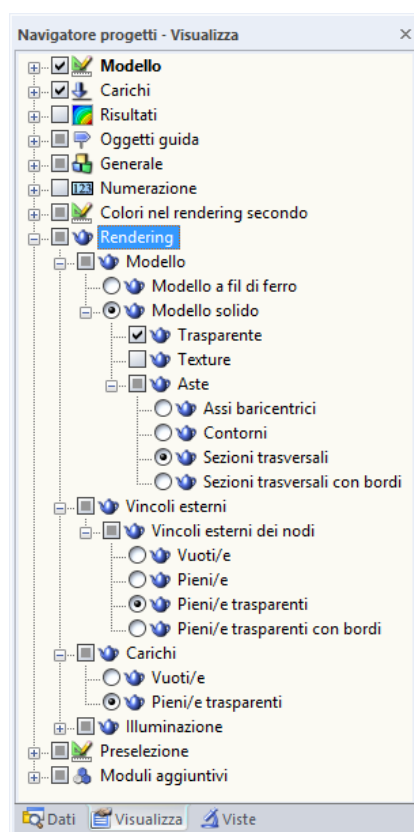 Navigatore progetti - Visualizza
Modello
Carichi
Risultati
Oggetti guida
Generale
123 Numerazione
Colori nel rendering secondo
Rendering
Modello
Modello a fil di ferro
Modello solido
Trasparente
Texture
Aste
Assi baricentrici
Contorni
Sezioni trasversali
Sezioni trasversali con bordi
Vincoli esterni
Vincoli esterni dei nodi
Vuoti/e
Pieni/e
Pieni/e trasparenti
Pieni/e trasparenti con bordi
Carichi
Vuoti/e
Pieni/e trasparenti
Illuminazione
Preselezione
Moduli aggiuntivi
Dati Visualizza Viste